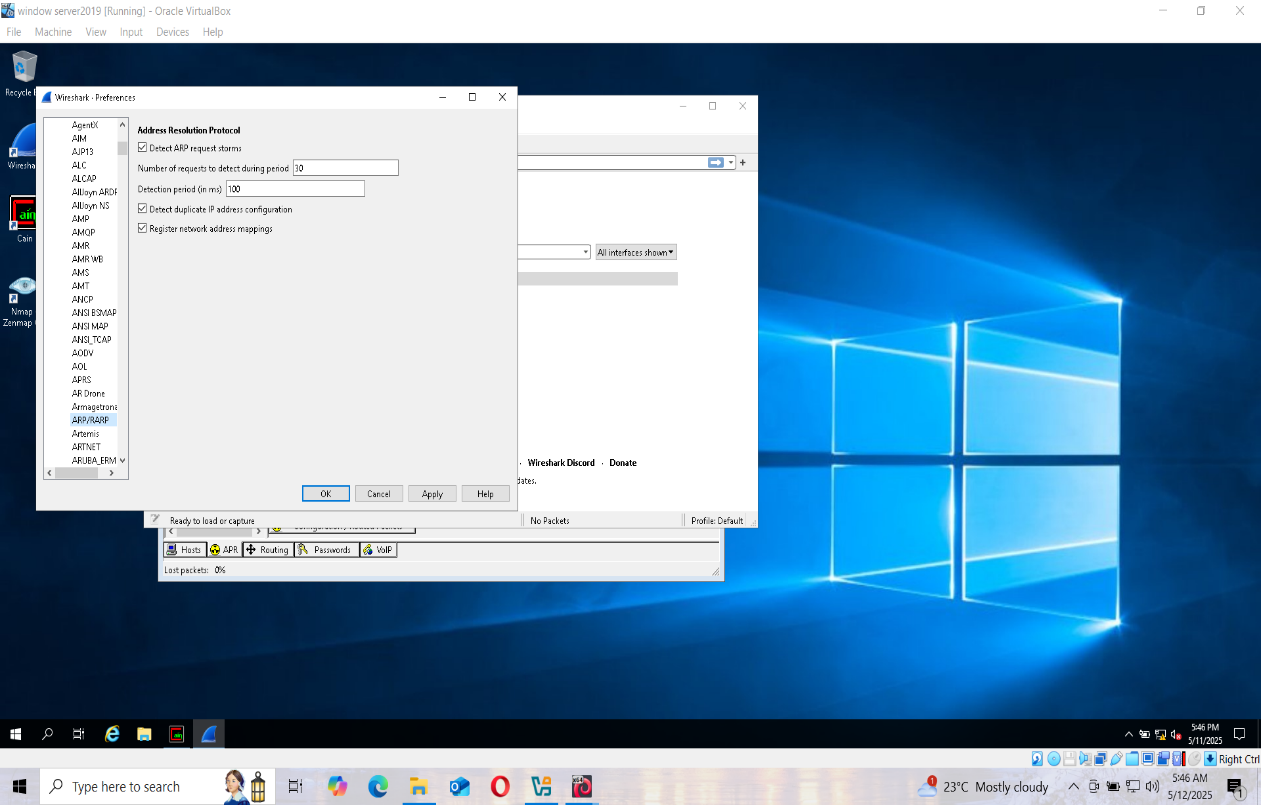 window server2019 [Running] - Oracle VirtualBox
File Machine View Input Devices Help
Recycle
Wireshark - Preferences
AgentX
AIM
AJP13
ALC
ALCAP
AllJoyn ARDP
AllJoyn NS
AMP
AMQP
AMR
AMR WB
AMS
AMT
ANCP
ANSI BSMAP
ANSI MAP
ANSI_TCAP
AODV
AOL
APRS
AR Drone
Armagetrona
ARP/RARP
Artemis
ARTNET
ARUBA_ERM
Address Resolution Protocol
Detect ARP request storms
Number of requests to detect during period 30
Detection period (in ms) 100
Detect duplicate IP address configuration
Register network address mappings
OK Cancel Apply Help
Wiresha
Cain
Nmap
Zenmap
All interfaces shown
· Wireshark Discord · Donate
dates.
Ready to load or capture No Packets Profile: Default
Hosts APR Routing Passwords VoIP
Lost packets: 0%
5:46 PM
5/11/2025
Right Ctrl
Type here to search
23°C Mostly cloudy
5:46 AM
5/12/2025